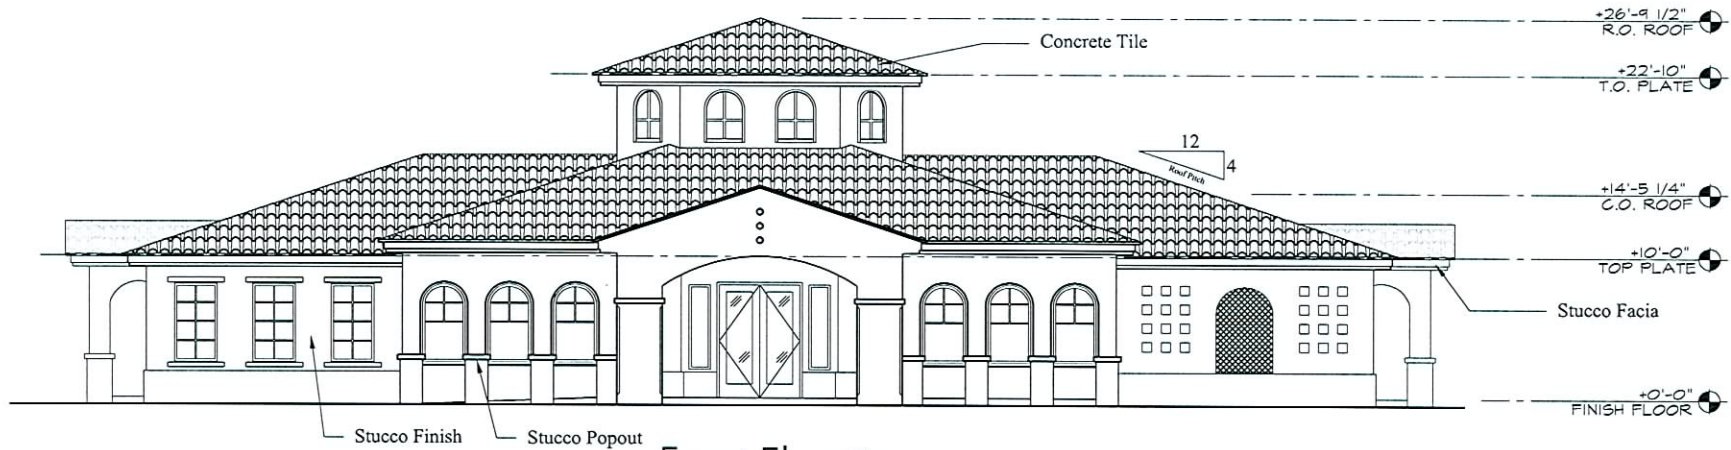 +26'-9 1/2"
R.O. ROOF
Concrete Tile
+22'-10"
T.O. PLATE
12
4
Roof Pitch
+14'-5 1/4"
C.O. ROOF
+10'-0"
TOP PLATE
Stucco Facia
+0'-0"
FINISH FLOOR
Stucco Finish
Stucco Popout